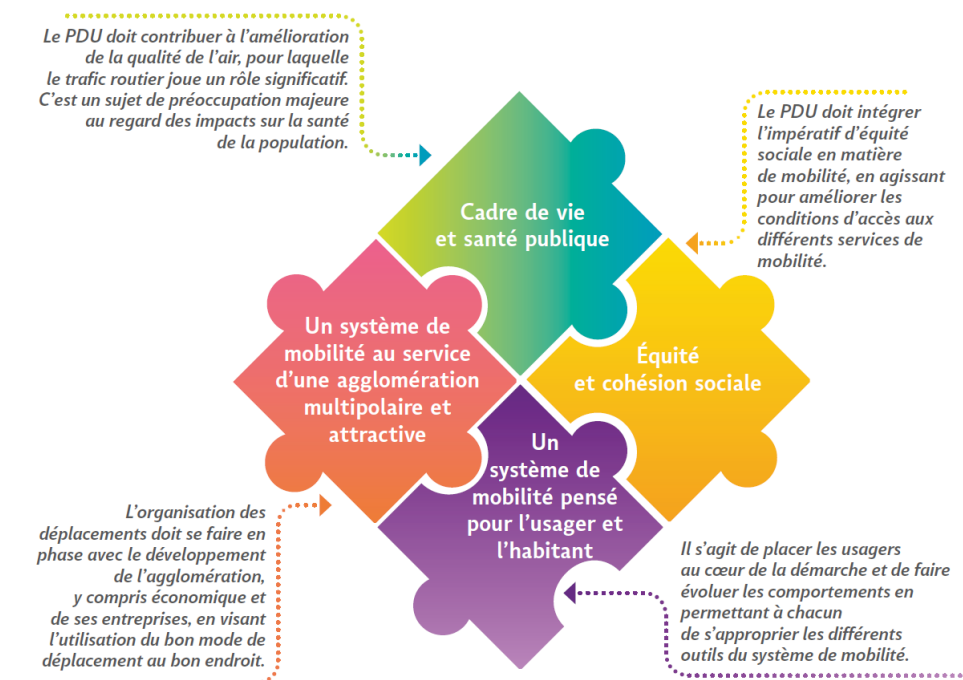 Le PDU doit contribuer à l’amélioration
de la qualité de l’air, pour laquelle
le trafic routier joue un rôle significatif.
C’est un sujet de préoccupation majeure
au regard des impacts sur la santé
de la population.
Le PDU doit intégrer
l’impératif d’équité
sociale en matière
de mobilité, en agissant
pour améliorer les
conditions d’accès aux
différents services de
mobilité.
Cadre de vie
et santé publique
Un système de
mobilité au service
d’une agglomération
multipolaire et
attractive
Équité
et cohésion sociale
Un
système de
mobilité pensé
pour l’usager et
l’habitant
L’organisation des
déplacements doit se faire en
phase avec le développement
de l’agglomération,
y compris économique et
de ses entreprises, en visant
l’utilisation du bon mode de
déplacement au bon endroit.
Il s’agit de placer les usagers
au cœur de la démarche et de faire
évoluer les comportements en
permettant à chacun
de s’approprier les différents
outils du système de mobilité.